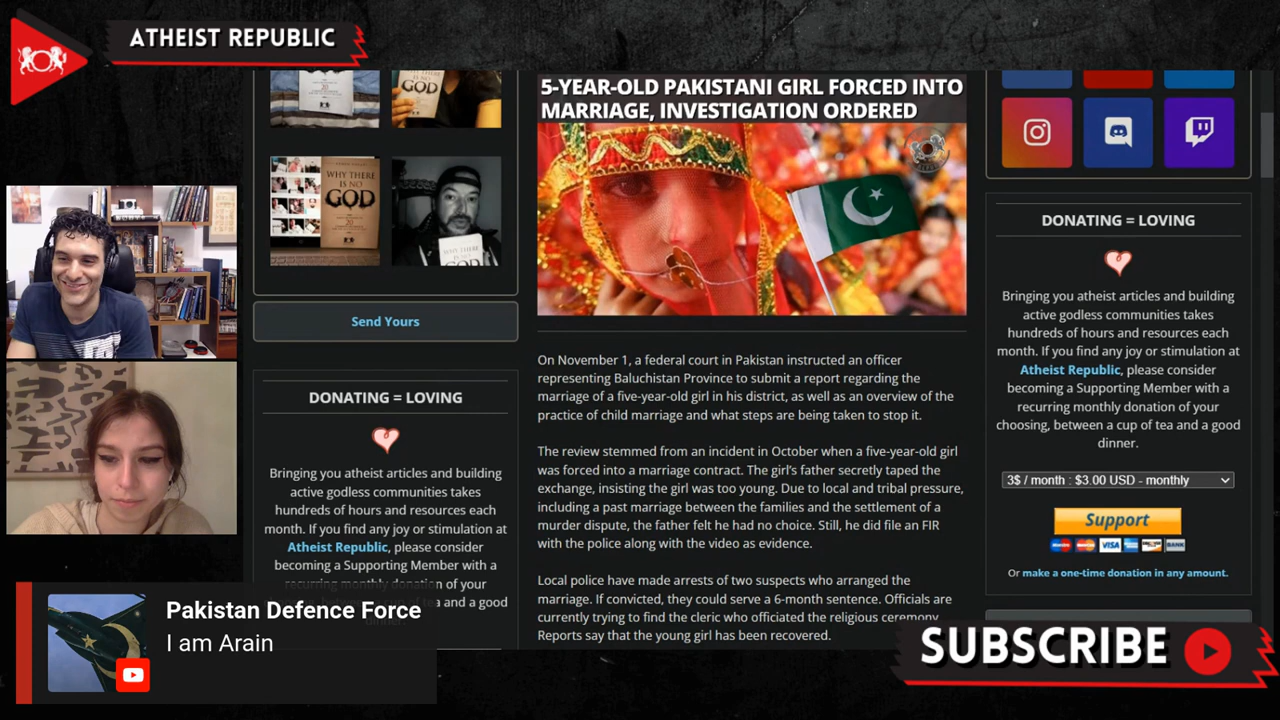 ATHEIST REPUBLIC
WHY THERE
IS NO
GOD
Send Yours
DONATING = LOVING
Bringing you atheist articles and building
active godless communities takes
hundreds of hours and resources each
month. If you find any joy or stimulation at
Atheist Republic, please consider
becoming a Supporting Member with a
recurring monthly donation of your
and a good
5-YEAR-OLD PAKISTANI GIRL FORCED INTO
MARRIAGE, INVESTIGATION ORDERED
On November 1, a federal court in Pakistan instructed an officer
representing Baluchistan Province to submit a report regarding the
marriage of a five-year-old girl in his district, as well as an overview of the
practice of child marriage and what steps are being taken to stop it.
The review stemmed from an incident in October when a five-year-old girl
was forced into a marriage contract. The girl's father secretly taped the
exchange, insisting the girl was too young. Due to local and tribal pressure,
including a past marriage between the families and the settlement of a
murder dispute, the father felt he had no choice. Still, he did file an FIR
with the police along with the video as evidence.
Local police have made arrests of two suspects who arranged the
marriage. If convicted, they could serve a 6-month sentence. Officials are
currently trying to find the cleric who officiated the religious ceremony.
Reports say that the young girl has been recovered.
DONATING = LOVING
Bringing you atheist articles and building
active godless communities takes
hundreds of hours and resources each
month. If you find any joy or stimulation at
Atheist Republic, please consider
becoming a Supporting Member with a
recurring monthly donation of your
choosing, between a cup of tea and a good
dinner.
3$ / month : $3.00 USD - monthly
Support
VISA
BANK
Or make a one-time donation in any amount.
Pakistan Defence Force
I am Arain
SUBSCRIBE